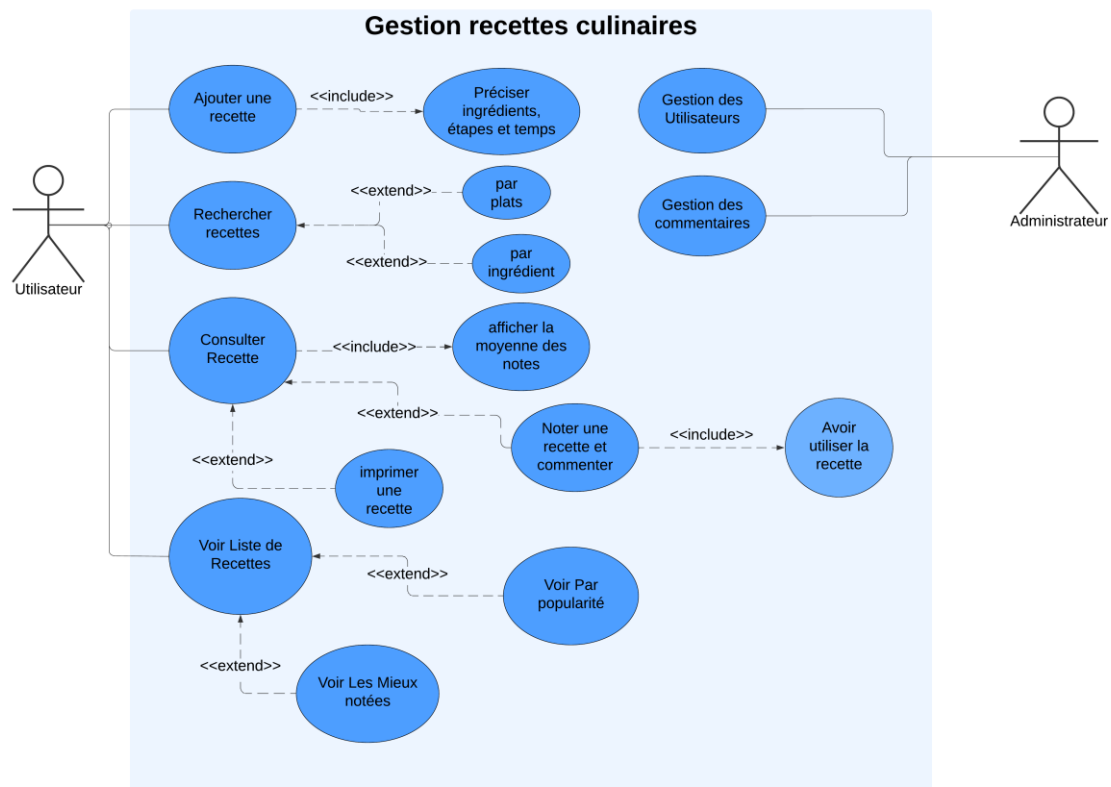 Gestion recettes culinaires
Ajouter une
recette
<<include>>
Préciser
ingrédients,
étapes et temps
Gestion des
Utilisateurs
Utilisateur
Administrateur
Rechercher
recettes
<<extend>>
par
plats
<<extend>>
par
ingrédient
Gestion des
commentaires
Consulter
Recette
<<include>>
afficher la
moyenne des
notes
<<extend>>
Noter une
recette et
commenter
<<include>>
Avoir
utiliser la
recette
<<extend>>
imprimer
une
recette
Voir Liste de
Recettes
<<extend>>
Voir Par
popularité
<<extend>>
Voir Les Mieux
notées